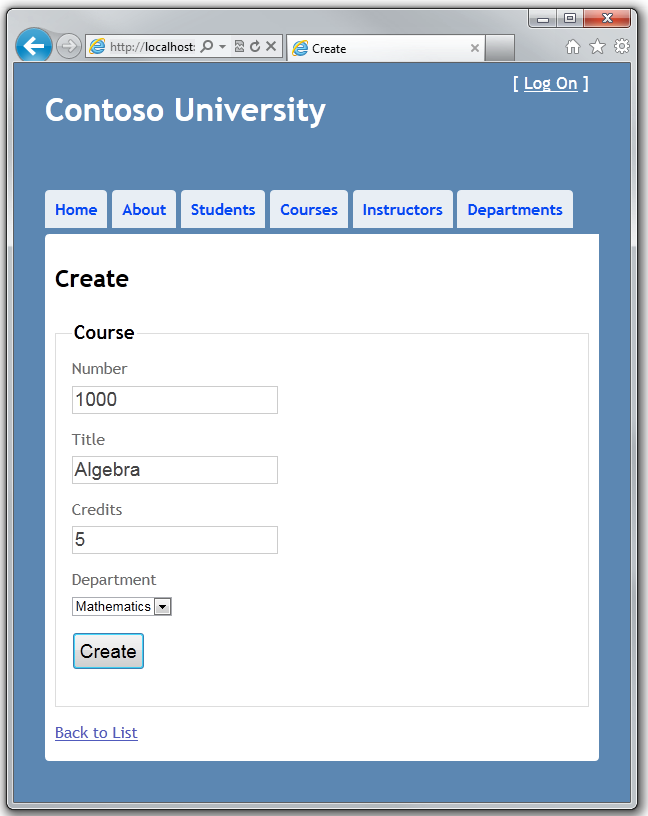 http://localhost:
Create
[ Log On ]
Contoso University
Home About Students Courses Instructors Departments
Create
Course
Number
1000
Title
Algebra
Credits
5
Department
Mathematics
Create
Back to List